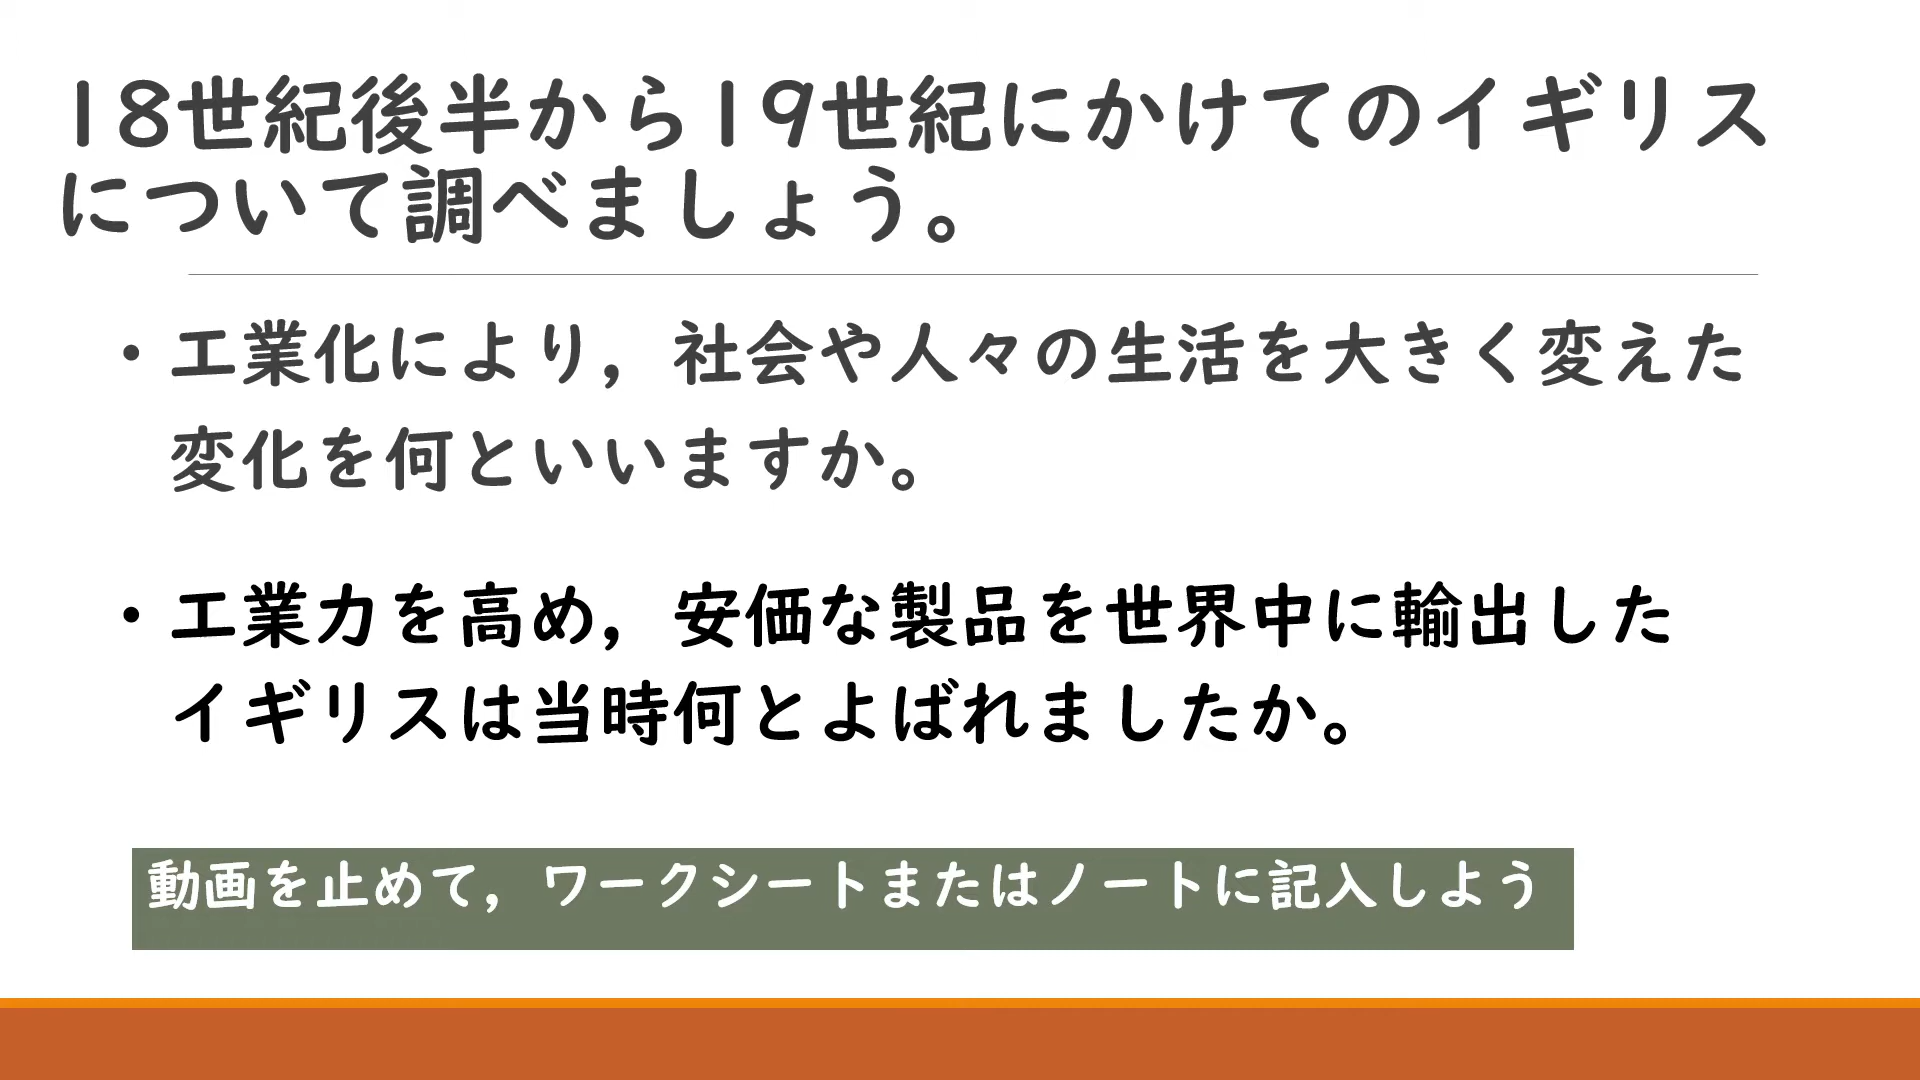 18世紀後半から19世紀にかけてのイギリス
について調べましょう。
・工業化により，社会や人々の生活を大きく変えた
変化を何といいますか。
・工業力を高め，安価な製品を世界中に輸出した
イギリスは当時何とよばれましたか。
動画を止めて，ワークシートまたはノートに記入しよう